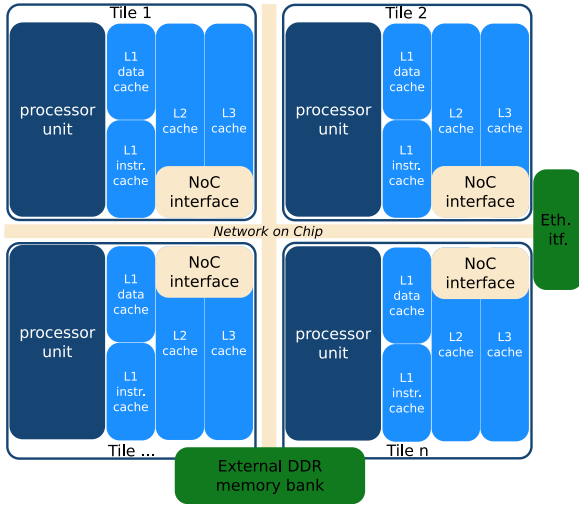 Tile 1
processor
unit
L1
data
cache
L1
instr.
cache
L2
cache
L3
cache
NoC
interface
Tile 2
processor
unit
L1
data
cache
L1
instr.
cache
L2
cache
L3
cache
NoC
interface
Eth.
itf.
Network on Chip
processor
unit
L1
data
cache
L1
instr.
cache
NoC
interface
L2
cache
L3
cache
Tile ...
processor
unit
L1
data
cache
L1
instr.
cache
NoC
interface
L2
cache
L3
cache
Tile n
External DDR
memory bank